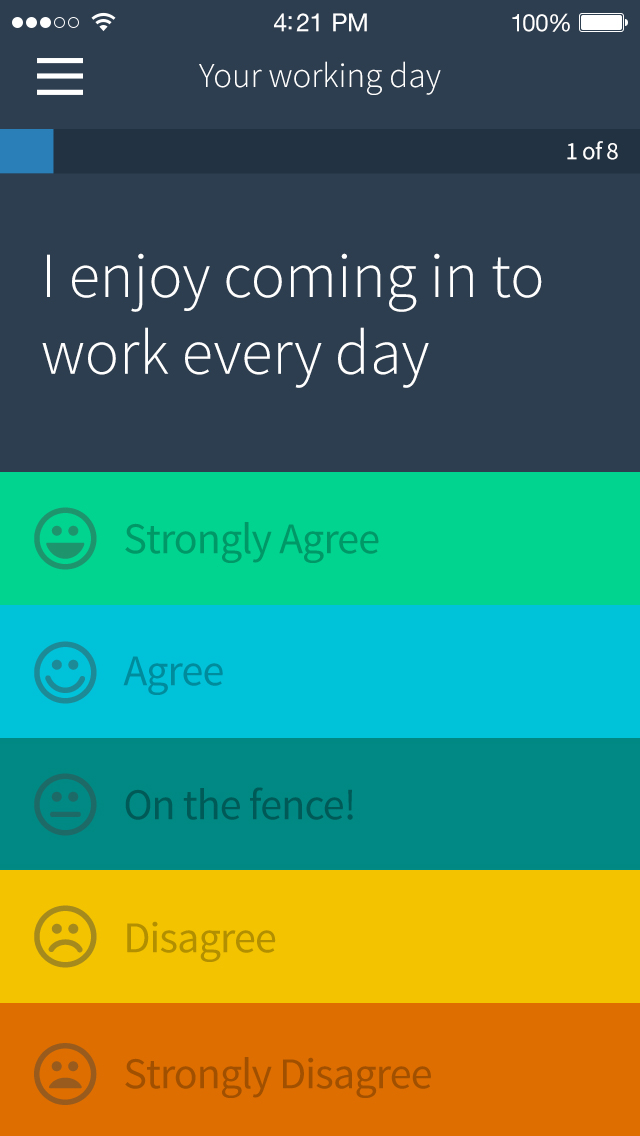 4:21 PM 100%
Your working day
1 of 8
I enjoy coming in to
work every day
Strongly Agree
Agree
On the fence!
Disagree
Strongly Disagree